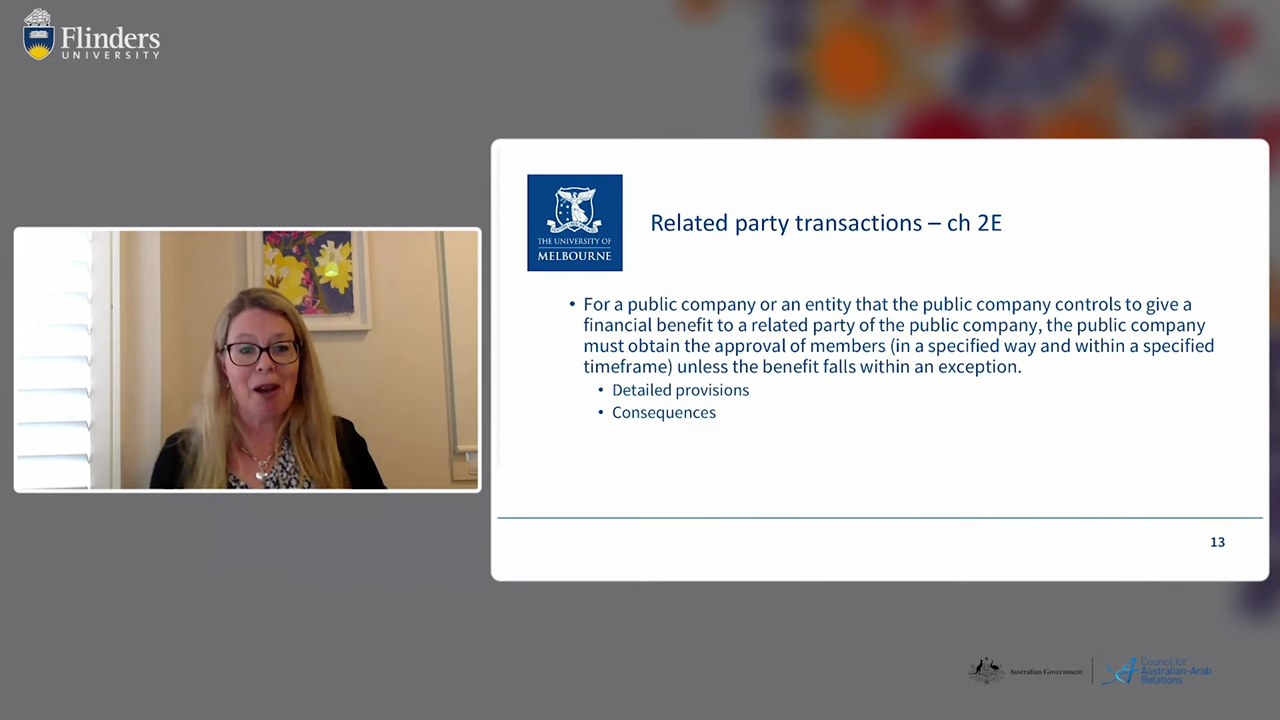 Flinders
UNIVERSITY
THE UNIVERSITY OF
MELBOURNE
Related party transactions – ch 2E
• For a public company or an entity that the public company controls to give a
financial benefit to a related party of the public company, the public company
must obtain the approval of members (in a specified way and within a specified
timeframe) unless the benefit falls within an exception.
• Detailed provisions
• Consequences
13
Australian Government
Council for
Australian-Arab
Relations